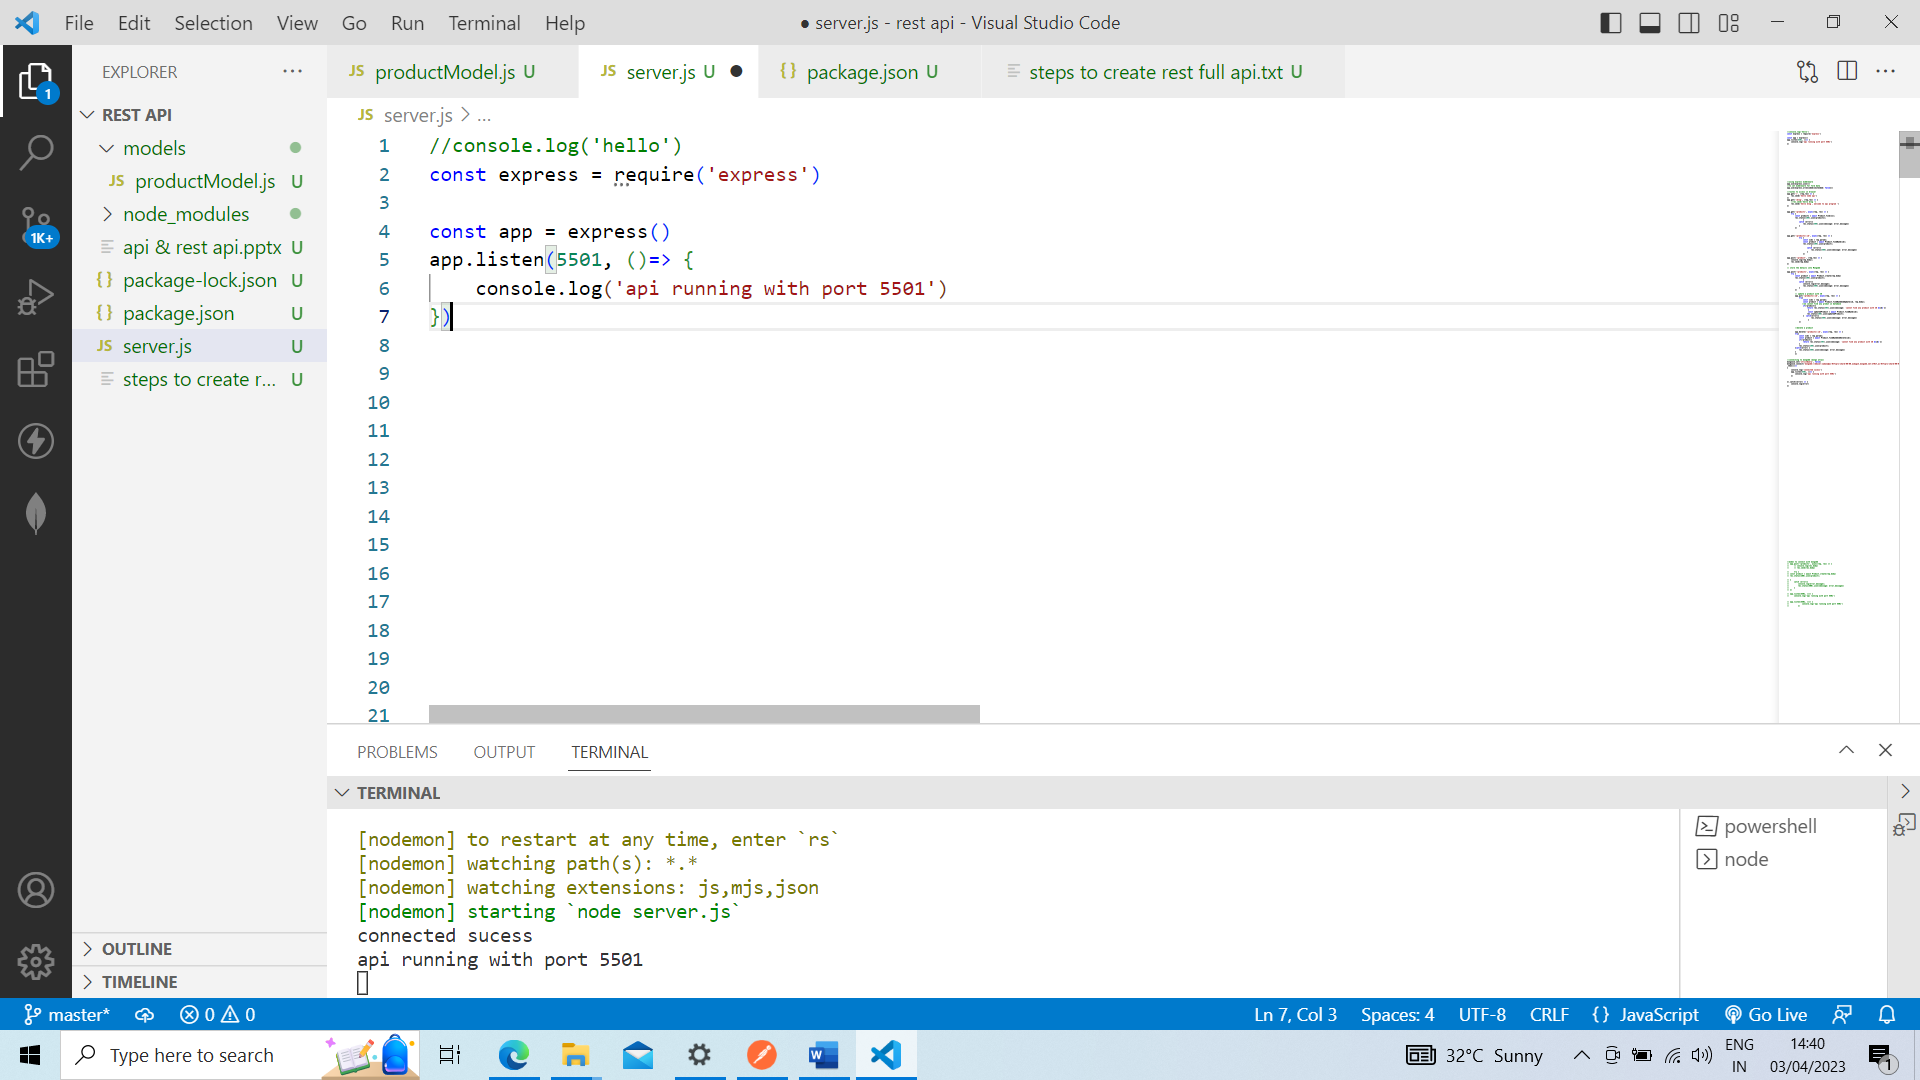 File Edit Selection View Go Run Terminal Help
● server.js - rest api - Visual Studio Code
EXPLORER
REST API
models
JS productModel.js U
node_modules
api & rest api.pptx U
{} package-lock.json U
{} package.json U
JS server.js U
steps to create r... U
OUTLINE
TIMELINE
1
1K+
JS productModel.js U
JS server.js U ●
{} package.json U
steps to create rest full api.txt U
JS server.js > ...
1 //console.log('hello')
2 const express = require('express')
3
4 const app = express()
5 app.listen(5501, ()=> {
6     console.log('api running with port 5501')
7 })
8
9
10
11
12
13
14
15
16
17
18
19
20
21
PROBLEMS OUTPUT TERMINAL
TERMINAL
[nodemon] to restart at any time, enter `rs`
[nodemon] watching path(s): *.*
[nodemon] watching extensions: js,mjs,json
[nodemon] starting `node server.js`
connected sucess
api running with port 5501
powershell
node
master* 0 0
Ln 7, Col 3 Spaces: 4 UTF-8 CRLF {} JavaScript Go Live
Type here to search
32°C Sunny
ENG
IN
14:40
03/04/2023
1